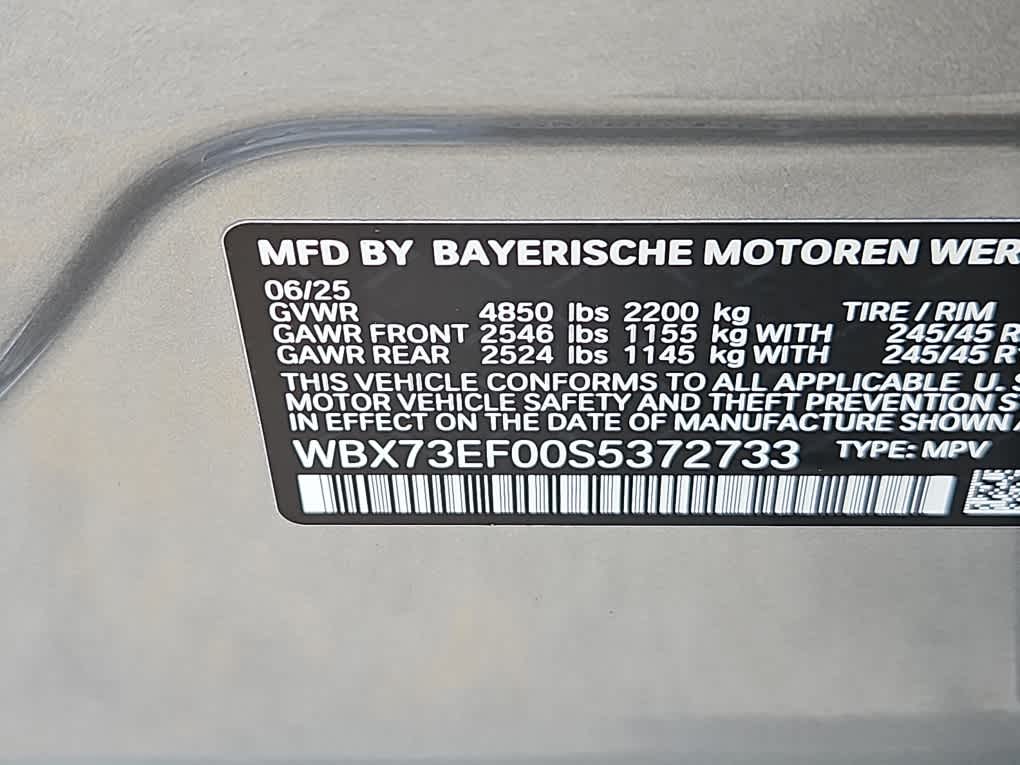 MFD BY BAYERISCHE MOTOREN WER
06/25
GVWR 4850 lbs 2200 kg TIRE / RIM
GAWR FRONT 2546 lbs 1155 kg WITH 245/45 R
GAWR REAR 2524 lbs 1145 kg WITH 245/45 R
THIS VEHICLE CONFORMS TO ALL APPLICABLE U. S
MOTOR VEHICLE SAFETY AND THEFT PREVENTION S
IN EFFECT ON THE DATE OF MANUFACTURE SHOWN
WBX73EF00S5372733 TYPE: MPV